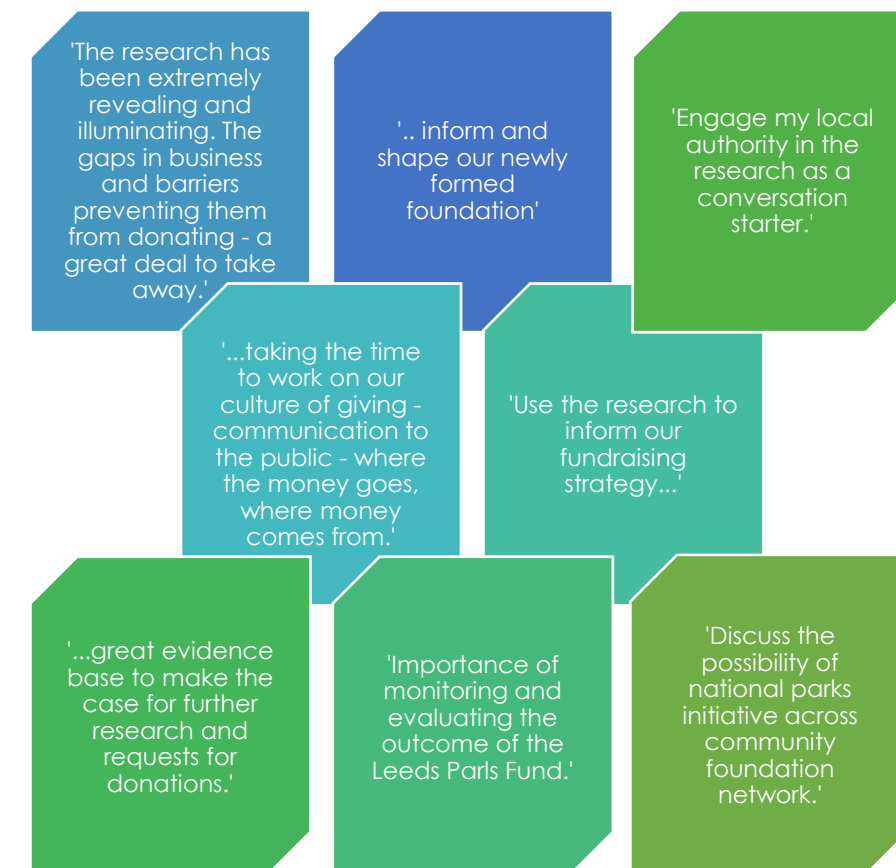 'The research has
been extremely
revealing and
illuminating. The
gaps in business
and barriers
preventing them
from donating - a
great deal to take
away.'
'.. inform and
shape our newly
formed
foundation'
'Engage my local
authority in the
research as a
conversation
starter.'
'...taking the time
to work on our
culture of giving -
communication to
the public - where
the money goes,
where money
comes from.'
'Use the research to
inform our
fundraising
strategy...'
'...great evidence
base to make the
case for further
research and
requests for
donations.'
'Importance of
monitoring and
evaluating the
outcome of the
Leeds Parls Fund.'
'Discuss the
possibility of
national parks
initiative across
community
foundation
network.'